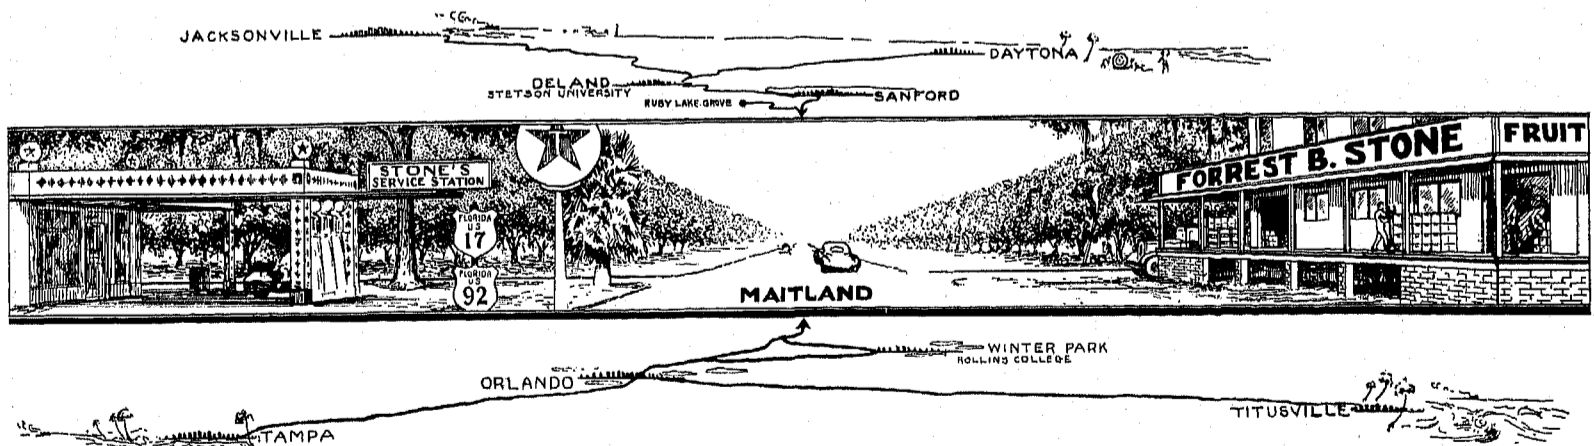 JACKSONVILLE
DAYTONA
DELAND
STETSON UNIVERSITY
SANFORD
RUBY LAKE GROVE
FORREST B. STONE
FRUIT
STONE'S
SERVICE STATION
FLORIDA
US
17
FLORIDA
US
92
MAITLAND
WINTER PARK
ROLLINS COLLEGE
ORLANDO
TITUSVILLE
TAMPA